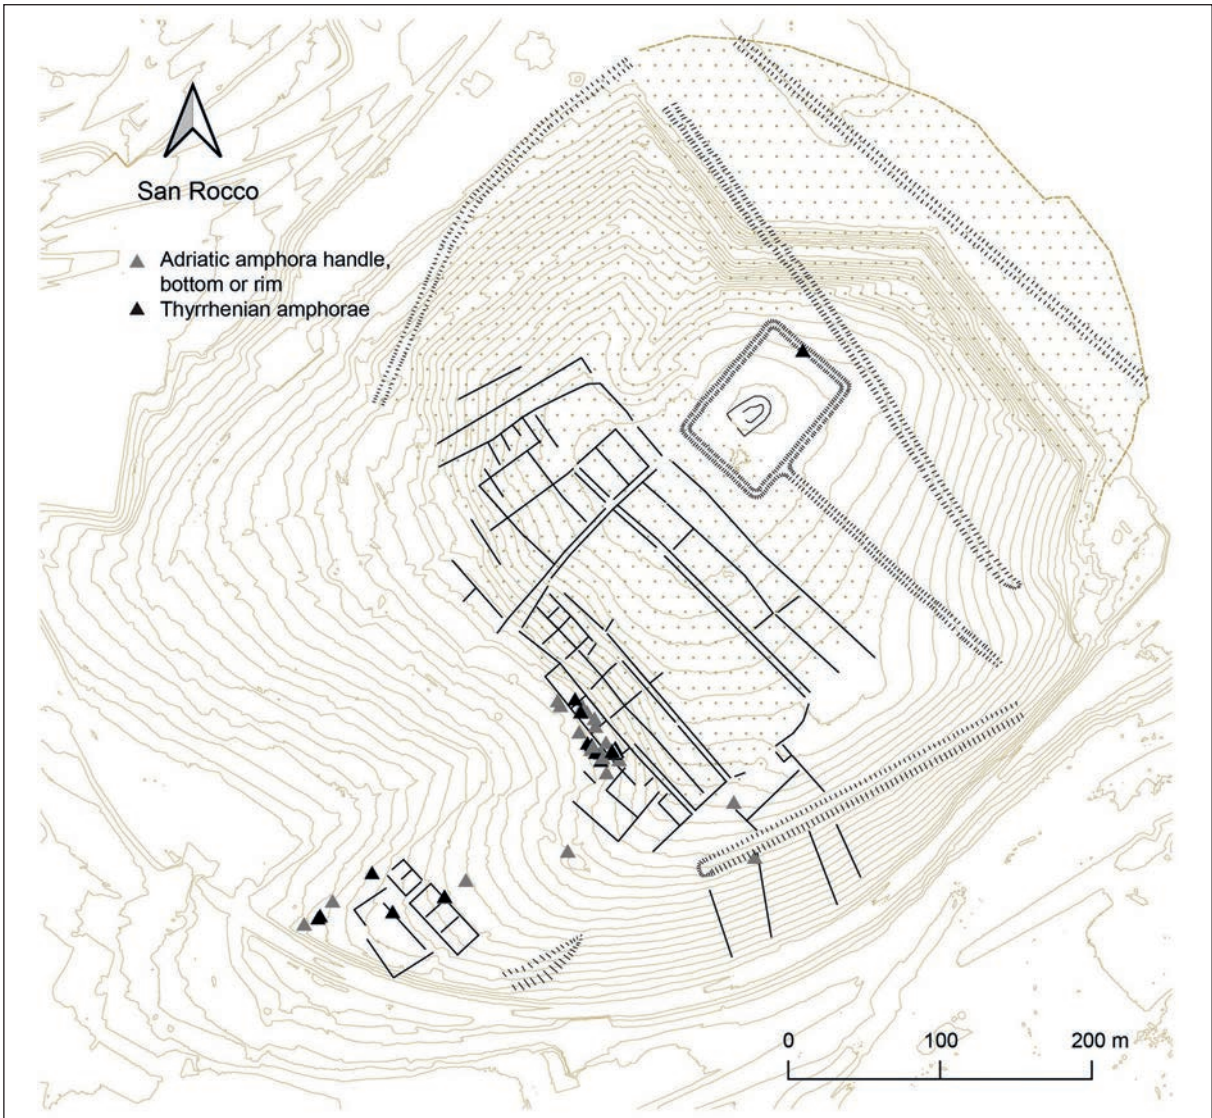 San Rocco
Adriatic amphora handle,
bottom or rim
Thyrrhenian amphorae
0 100 200 m